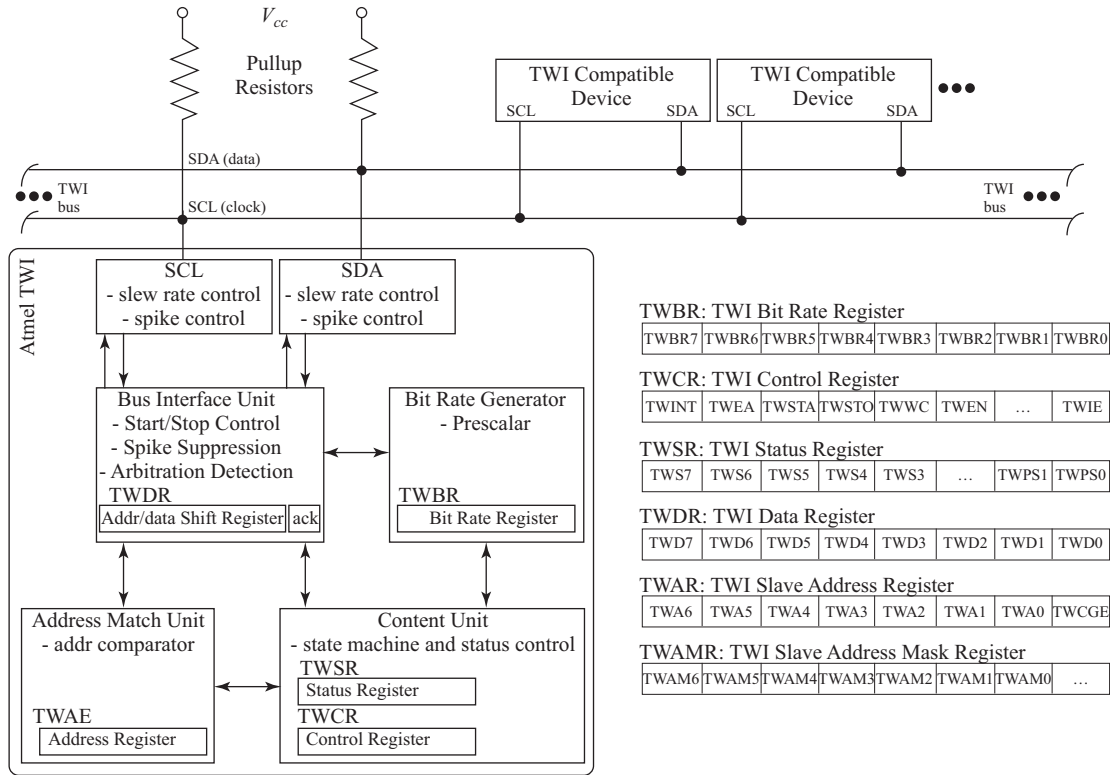 Vcc
Pullup
Resistors
TWI Compatible
Device
SCL
SDA
TWI Compatible
Device
SCL
SDA
SDA (data)
TWI
bus
SCL (clock)
TWI
bus
Atmel TWI
SCL
- slew rate control
- spike control
SDA
- slew rate control
- spike control
Bus Interface Unit
- Start/Stop Control
- Spike Suppression
- Arbitration Detection
TWDR
Addr/data Shift Register
ack
Bit Rate Generator
- Prescalar
TWBR
Bit Rate Register
Address Match Unit
- addr comparator
TWAE
Address Register
Content Unit
- state machine and status control
TWSR
Status Register
TWCR
Control Register
TWBR: TWI Bit Rate Register
TWBR7 TWBR6 TWBR5 TWBR4 TWBR3 TWBR2 TWBR1 TWBR0
TWCR: TWI Control Register
TWINT TWEA TWSTA TWSTO TWWC TWEN ... TWIE
TWSR: TWI Status Register
TWS7 TWS6 TWS5 TWS4 TWS3 ... TWPS1 TWPS0
TWDR: TWI Data Register
TWD7 TWD6 TWD5 TWD4 TWD3 TWD2 TWD1 TWD0
TWAR: TWI Slave Address Register
TWA6 TWA5 TWA4 TWA3 TWA2 TWA1 TWA0 TWCGE
TWAMR: TWI Slave Address Mask Register
TWAM6 TWAM5 TWAM4 TWAM3 TWAM2 TWAM1 TWAM0 ...